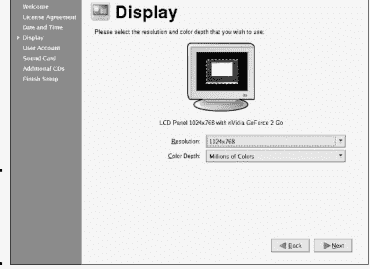 Welcome
License Agreement
Date and Time
Display
User Account
Sound Card
Additional CDs
Finish Setup
Display
Please select the resolution and color depth that you wish to use:
LCD Panel 1024x768 with nVidia GeForce 2 Go
Resolution: 1024x768
Color Depth: Millions of Colors
Back
Next